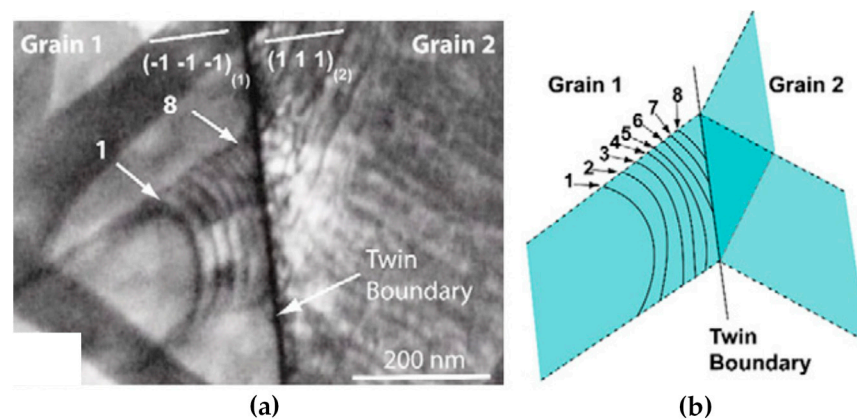 Grain 1
(-1 -1 -1)(1)
(1 1 1)(2)
Grain 2
8
1
Twin
Boundary
200 nm
(a)
Grain 1
Grain 2
8
7
6
5
4
3
2
1
Twin
Boundary
(b)